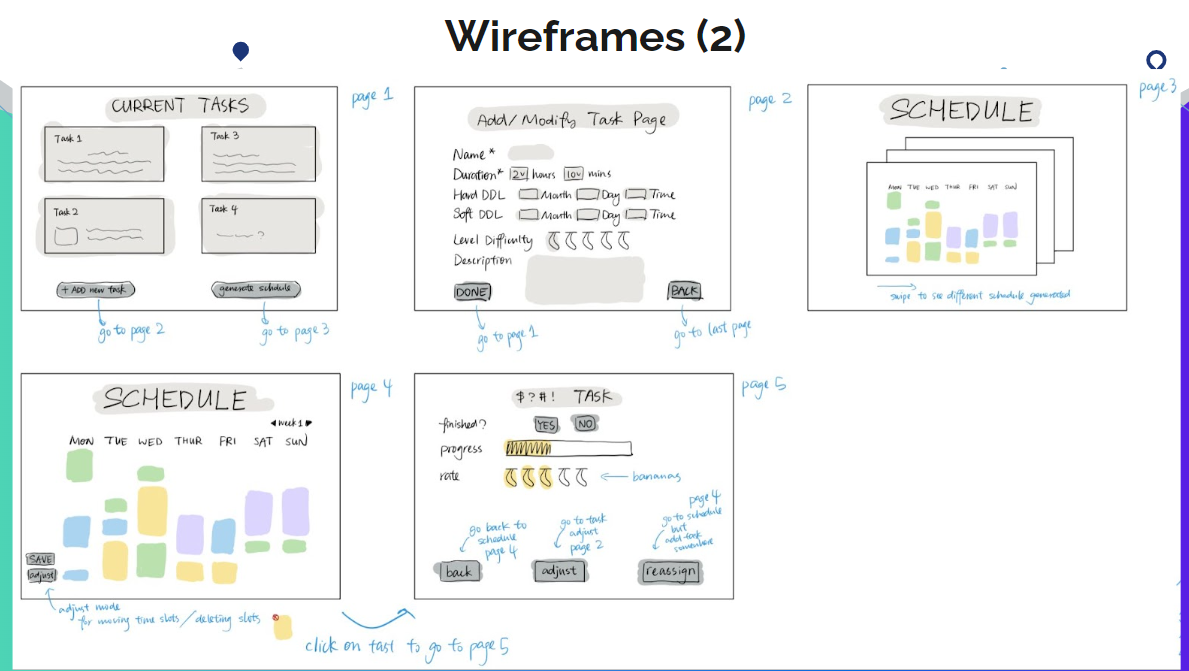 Wireframes (2)
CURRENT TASKS
page 1
Task 1
Task 3
Task 2
Task 4
?
+ ADD new task
generate schdule
go to page 2
go to page 3
page 2
Add/Modify Task Page
Name*
Duration* 2v hours 10v mins
Hard DDL Month Day Time
Soft DDL Month Day Time
Level Difficulty
Description
DONE
BACK
go to page 1
go to last page
page 3
SCHEDULE
MON TUE WED THUR FRI SAT SUN
swipe to see different schedule generated
page 4
SCHEDULE
week 1
MON TUE WED THUR FRI SAT SUN
SAVE
adjust
adjust mode
for moving time slots / deleting slots
click on task to go to page 5
page 5
$?#! TASK
finished? YES NO
progress
rate
bananas
go back to
schedule
page 4
go to task
adjust
page 2
page 4
go to schedule
but
add task
somewhere
back
adjust
reassign